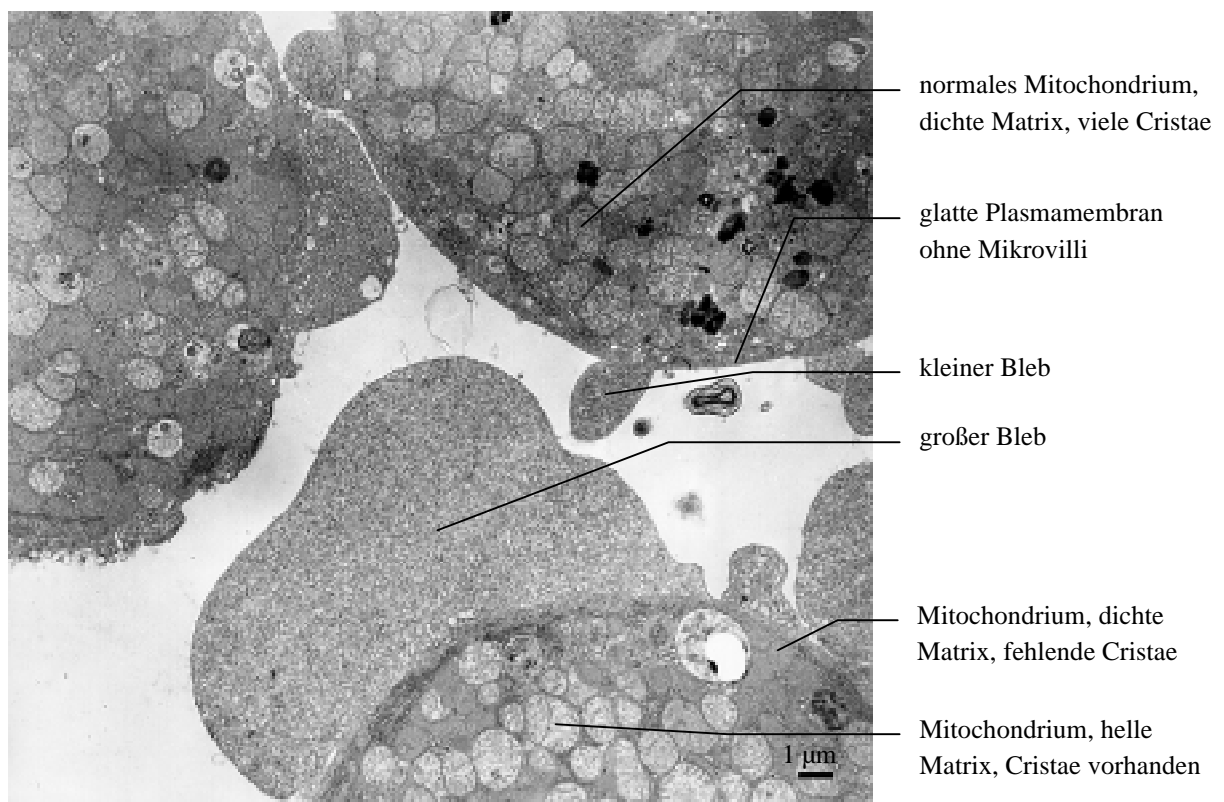 normales Mitochondrium,
dichte Matrix, viele Cristae
glatte Plasmamembran
ohne Mikrovilli
kleiner Bleb
großer Bleb
Mitochondrium, dichte
Matrix, fehlende Cristae
Mitochondrium, helle
Matrix, Cristae vorhanden
1 µm